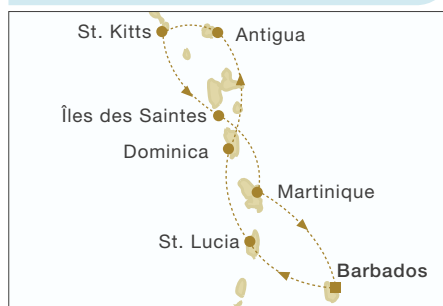 St. Kitts
Antigua
Îles des Saintes
Dominica
Martinique
St. Lucia
Barbados